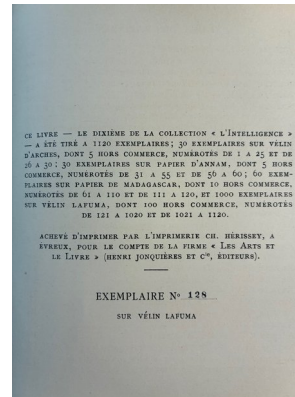 CE LIVRE — LE DIXIÈME DE LA COLLECTION « L'INTELLIGENCE »
— A ÉTÉ TIRÉ A 1120 EXEMPLAIRES; 30 EXEMPLAIRES SUR VÉLIN
D'ARCHES, DONT 5 HORS COMMERCE, NUMÉROTÉS DE 1 A 25 ET DE
26 A 30; 30 EXEMPLAIRES SUR PAPIER D'ANNAM, DONT 5 HORS
COMMERCE, NUMÉROTÉS DE 31 A 55 ET DE 56 A 60; 60 EXEM-
PLAIRES SUR PAPIER DE MADAGASCAR, DONT 10 HORS COMMERCE,
NUMÉROTÉS DE 61 A 110 ET DE 111 A 120, ET 1000 EXEMPLAIRES
SUR VÉLIN LAFUMA, DONT 100 HORS COMMERCE, NUMÉROTÉS
DE 121 A 1020 ET DE 1021 A 1120.
ACHEVÉ D'IMPRIMER PAR L'IMPRIMERIE CH. HÉRISSEY, A
ÉVREUX, POUR LE COMPTE DE LA FIRME « LES ARTS ET
LE LIVRE » (HENRI JONQUIÈRES ET Cie, ÉDITEURS).
EXEMPLAIRE No 128
SUR VÉLIN LAFUMA